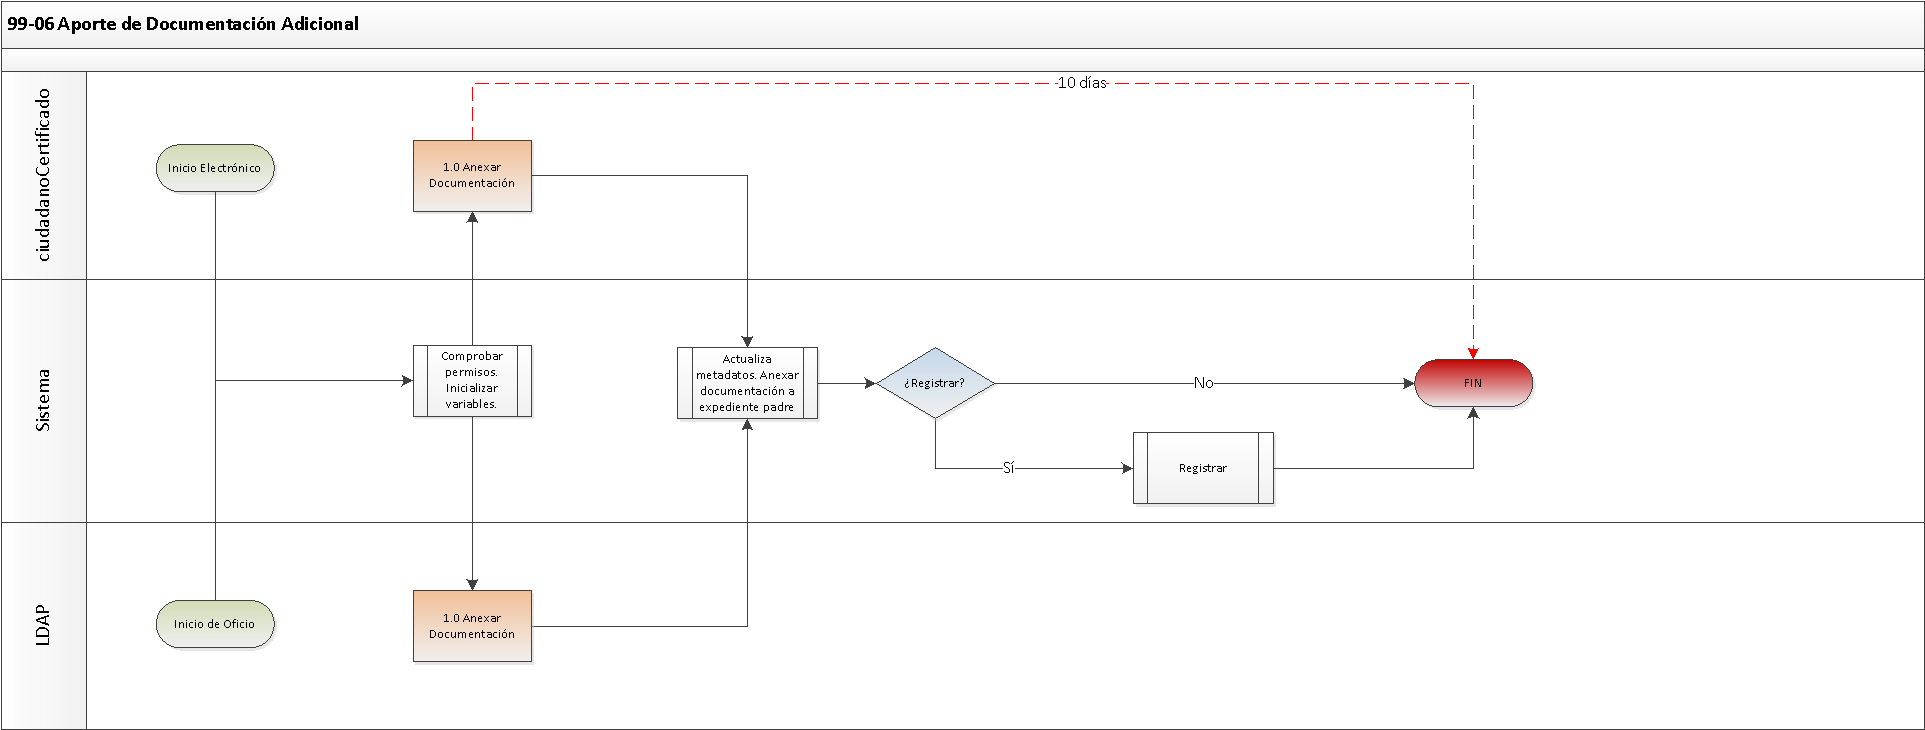 99-06 Aporte de Documentación Adicional
ciudadanoCertificado
10 días
Inicio Electrónico
1.0 Anexar
Documentación
Sistema
Comprobar
permisos.
Inicializar
variables.
Actualiza
metadatos. Anexar
documentación a
expediente padre
¿Registrar?
No
FIN
Sí
Registrar
LDAP
Inicio de Oficio
1.0 Anexar
Documentación